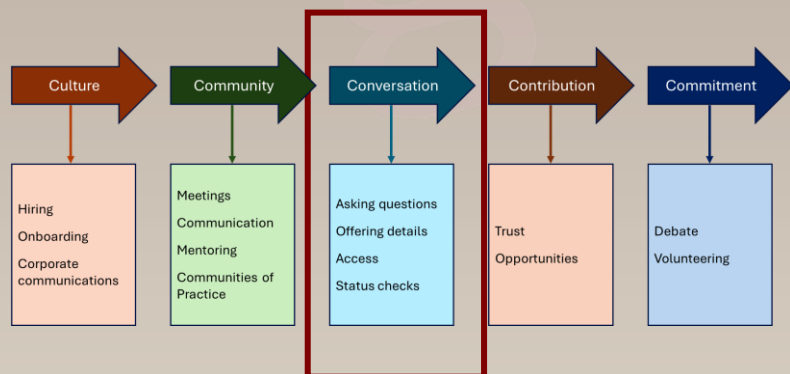 Culture
Community
Conversation
Contribution
Commitment
Hiring
Onboarding
Corporate
communications
Meetings
Communication
Mentoring
Communities of
Practice
Asking questions
Offering details
Access
Status checks
Trust
Opportunities
Debate
Volunteering